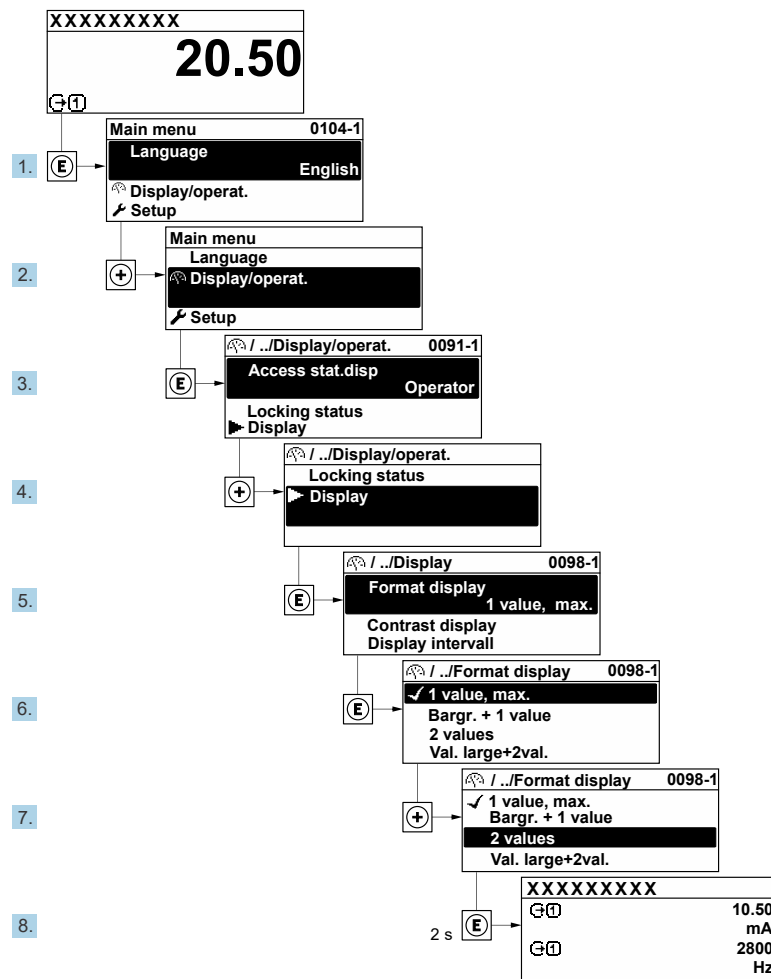 XXXXXXXXX
20.50
1
Main menu 0104-1
1. E Language
English
Display/operat.
Setup
Main menu
Language
2. + Display/operat.
Setup
/ ../Display/operat. 0091-1
3. E Access stat.disp
Operator
Locking status
Display
/ ../Display/operat.
Locking status
4. + Display
/ ../Display 0098-1
5. E Format display
1 value, max.
Contrast display
Display intervall
/ ../Format display 0098-1
6. E 1 value, max.
Bargr. + 1 value
2 values
Val. large+2val.
/ ../Format display 0098-1
7. + 1 value, max.
Bargr. + 1 value
2 values
Val. large+2val.
XXXXXXXXX
1 10.50
8. 2 s E mA
1 2800
Hz